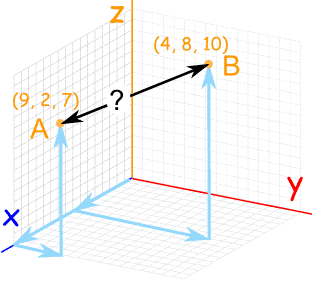 z
(4, 8, 10)
B
(9, 2, 7)
?
A
x
y